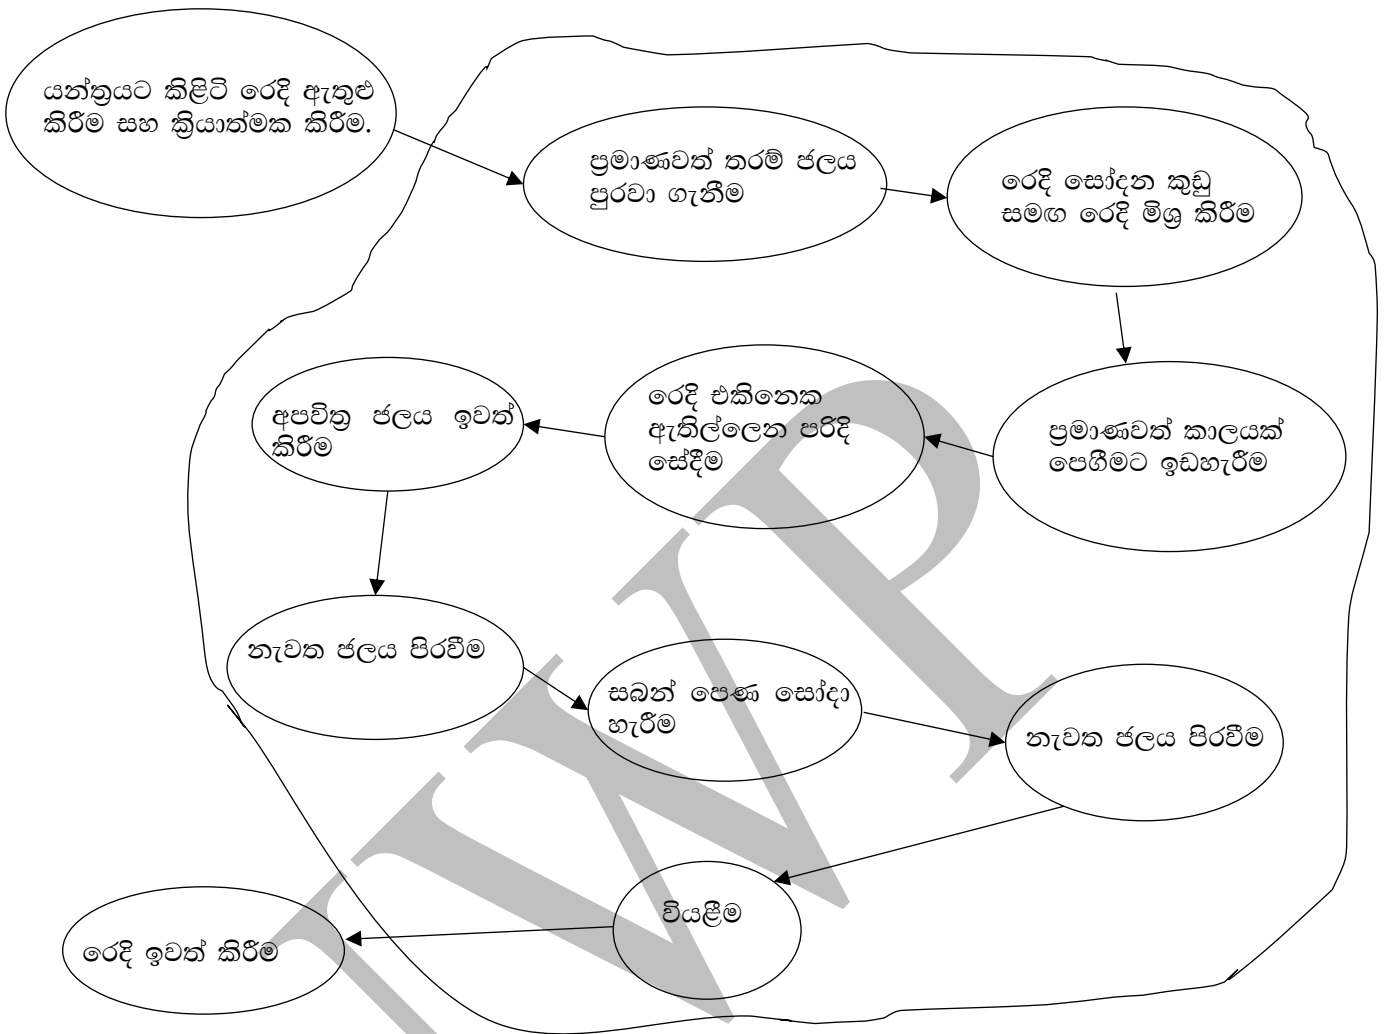 යන්ත්‍රයට කිළිටි රෙදි ඇතුළු
කිරීම සහ ක්‍රියාත්මක කිරීම.
ප්‍රමාණවත් තරම් ජලය
පුරවා ගැනීම
රෙදි සෝදන කුඩු
සමඟ රෙදි මිශ්‍ර කිරීම
ප්‍රමාණවත් කාලයක්
පෙගීමට ඉඩහැරීම
රෙදි එකිනෙක
ඇතිල්ලෙන පරිදි
සේදීම
අපවිත්‍ර ජලය ඉවත්
කිරීම
නැවත ජලය පිරවීම
සබන් පෙණ සෝදා
හැරීම
නැවත ජලය පිරවීම
වියළීම
රෙදි ඉවත් කිරීම
WP